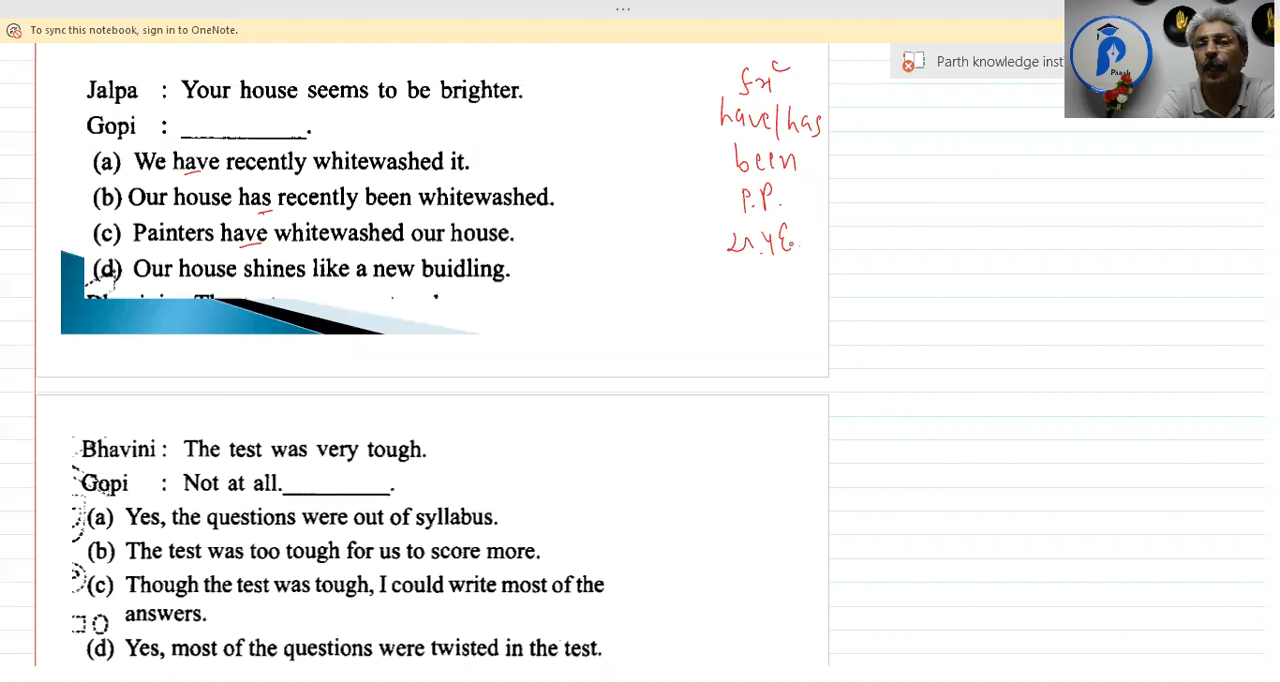 To sync this notebook, sign in to OneNote.
Parth knowledge inst
Parth
Jalpa : Your house seems to be brighter.
Gopi : __________.
(a) We have recently whitewashed it.
(b) Our house has recently been whitewashed.
(c) Painters have whitewashed our house.
(d) Our house shines like a new buidling.
have/has
been
P.P.
Bhavini : The test was very tough.
Gopi : Not at all.__________.
(a) Yes, the questions were out of syllabus.
(b) The test was too tough for us to score more.
(c) Though the test was tough, I could write most of the
answers.
(d) Yes, most of the questions were twisted in the test.